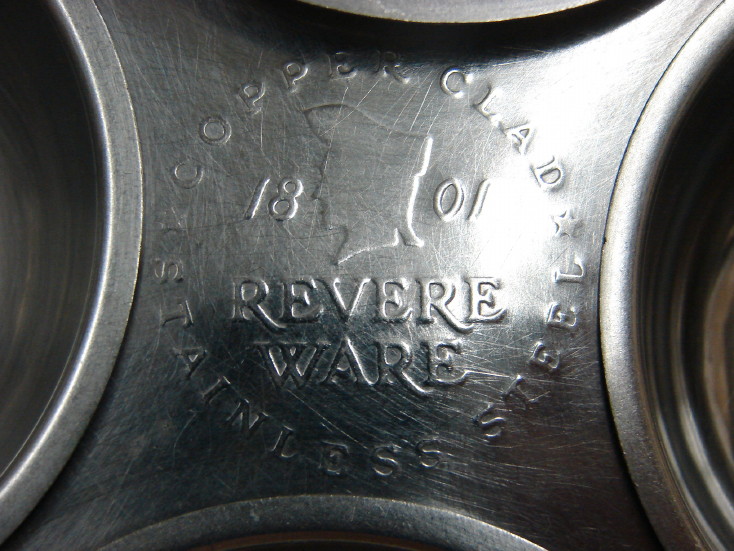 COPPER CLAD
1801
REVERE
WARE
STAINLESS STEEL